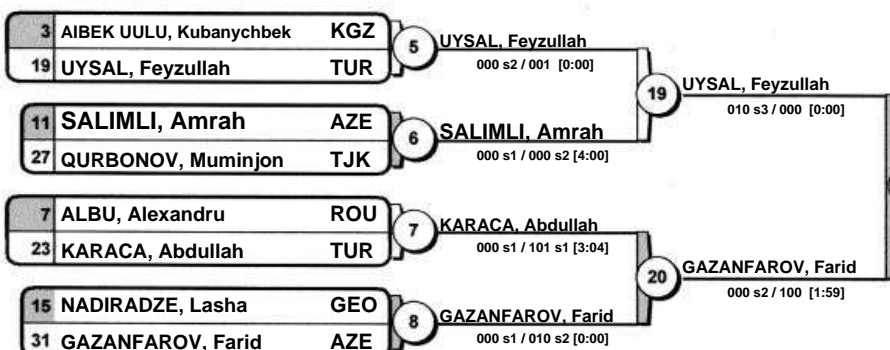 3 AIBEK UULU, Kubanychbek KGZ
19 UYSAL, Feyzullah TUR
5
UYSAL, Feyzullah
000 s2 / 001 [0:00]
11 SALIMLI, Amrah AZE
27 QURBONOV, Muminjon TJK
6
SALIMLI, Amrah
000 s1 / 000 s2 [4:00]
19
UYSAL, Feyzullah
010 s3 / 000 [0:00]
7 ALBU, Alexandru ROU
23 KARACA, Abdullah TUR
7
KARACA, Abdullah
000 s1 / 101 s1 [3:04]
15 NADIRADZE, Lasha GEO
31 GAZANFAROV, Farid AZE
8
GAZANFAROV, Farid
000 s1 / 010 s2 [0:00]
20
GAZANFAROV, Farid
000 s2 / 100 [1:59]